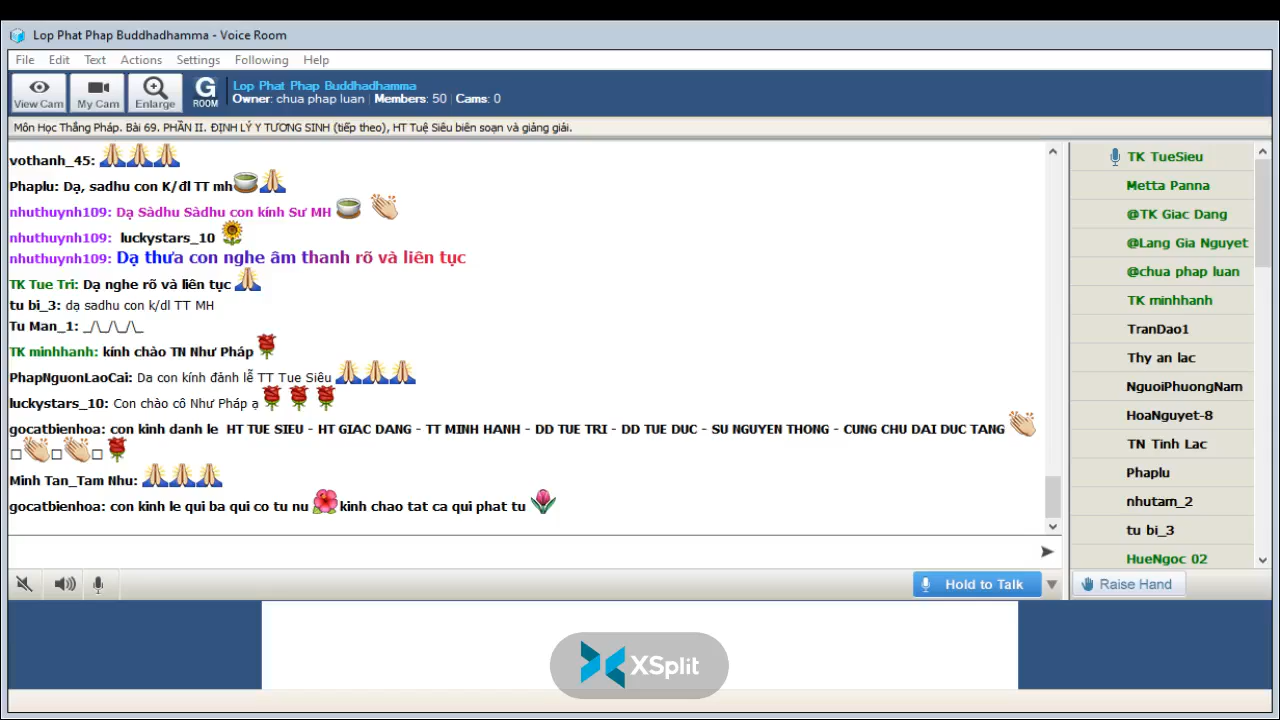 Lop Phat Phap Buddhadhamma - Voice Room
File Edit Text Actions Settings Following Help
View Cam My Cam Enlarge G ROOM
Lop Phat Phap Buddhadhamma
Owner: chua phap luan | Members: 50 | Cams: 0
Môn Học Thắng Pháp. Bài 69. PHẦN II. ĐỊNH LÝ Y TƯƠNG SINH (tiếp theo), HT Tuệ Siêu biên soạn và giảng giải.
vothanh_45:
Phaplu: Dạ, sadhu con K/đl TT mh
nhuthuynh109: Dạ Sàdhu Sàdhu con kính Sư MH
nhuthuynh109: luckystars_10
nhuthuynh109: Dạ thưa con nghe âm thanh rõ và liên tục
TK Tue Tri: Dạ nghe rõ và liên tục
tu bi_3: dạ sadhu con k/dl TT MH
Tu Man_1: _/\_/\_/\_
TK minhhanh: kính chào TN Như Pháp
PhapNguonLaoCai: Da con kính đảnh lễ TT Tue Siêu
luckystars_10: Con chào cô Như Pháp ạ
gocatbienhoa: con kinh danh le HT TUE SIEU - HT GIAC DANG - TT MINH HANH - DD TUE TRI - DD TUE DUC - SU NGUYEN THONG - CUNG CHU DAI DUC TANG
Minh Tan_Tam Nhu:
gocatbienhoa: con kinh le qui ba qui co tu nu kinh chao tat ca qui phat tu
Hold to Talk
TK TueSieu
Metta Panna
@TK Giac Dang
@Lang Gia Nguyet
@chua phap luan
TK minhhanh
TranDao1
Thy an lac
NguoiPhuongNam
HoaNguyet-8
TN Tinh Lac
Phaplu
nhutam_2
tu bi_3
HueNgoc 02
Raise Hand
XSplit